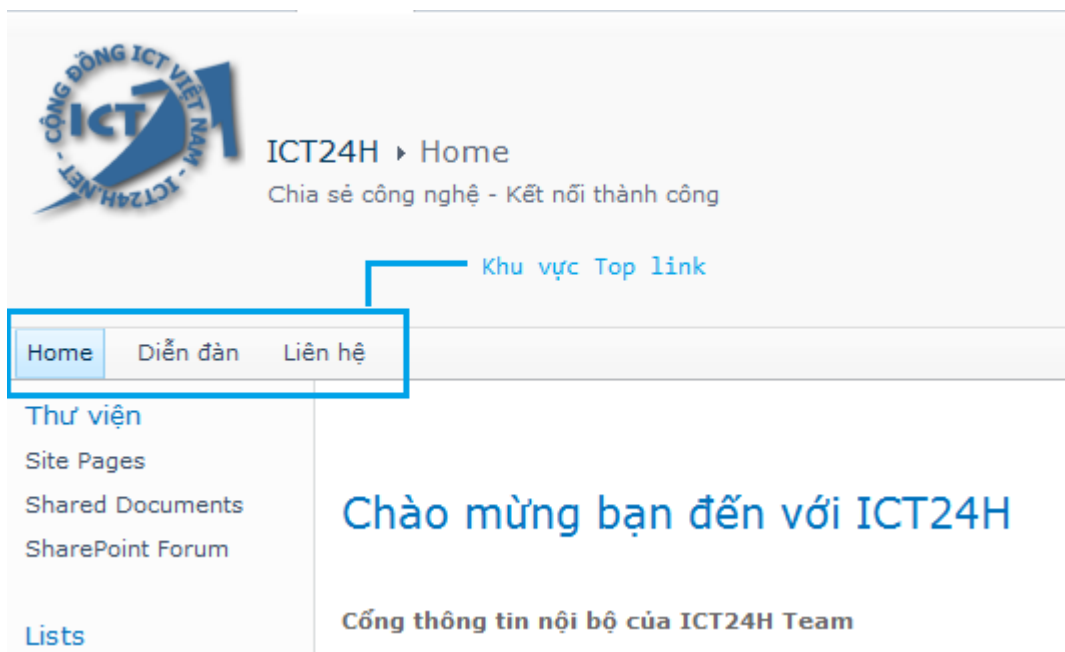 CỘNG ĐỒNG ICT VIỆT NAM - ICT24H.NET -
ICT
ICT24H ▸ Home
Chia sẻ công nghệ - Kết nối thành công
Khu vực Top link
Home Diễn đàn Liên hệ
Thư viện
Site Pages
Shared Documents
SharePoint Forum
Chào mừng bạn đến với ICT24H
Cổng thông tin nội bộ của ICT24H Team
Lists